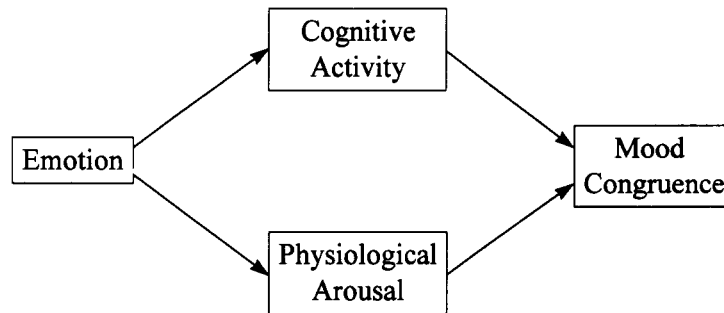 Cognitive
Activity
Emotion
Mood
Congruence
Physiological
Arousal